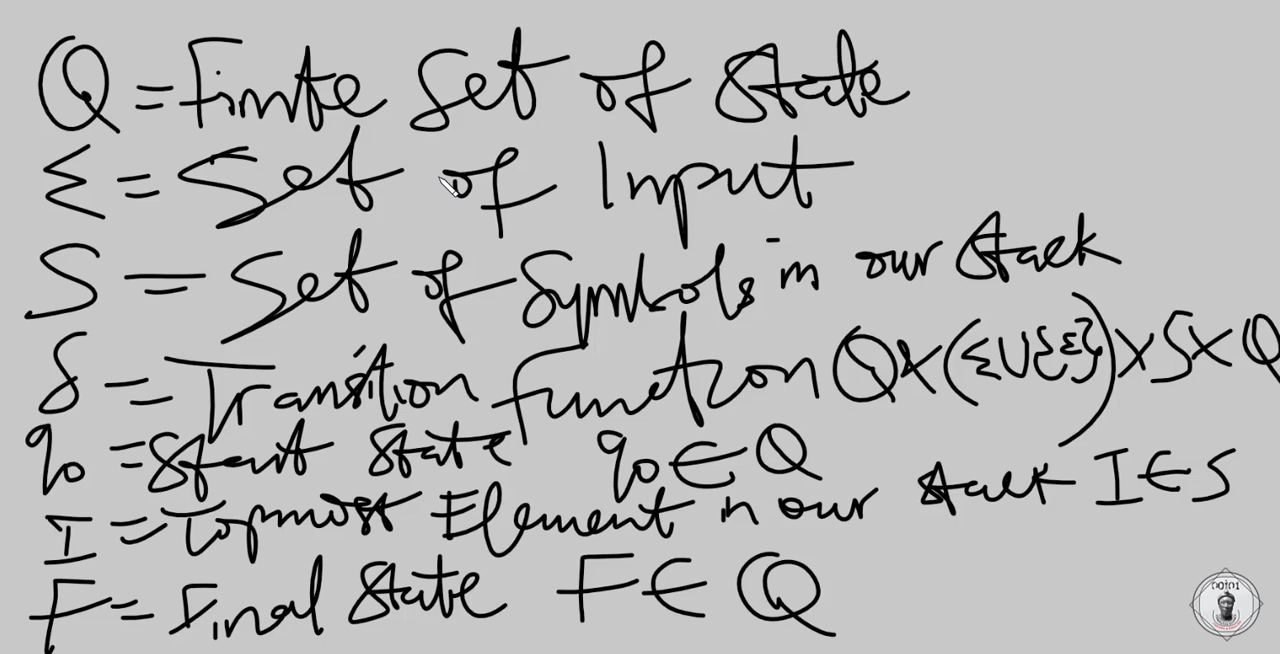 Q = Finite Set of State
Σ = Set of Input
S = Set of Symbols in our stack
δ = Transition function Q × (Σ ∪ {ε}) × S × Q
q0 = Start State q0 ∈ Q
I = Topmost Element in our stack I ∈ S
F = Final State F ∈ Q
00101